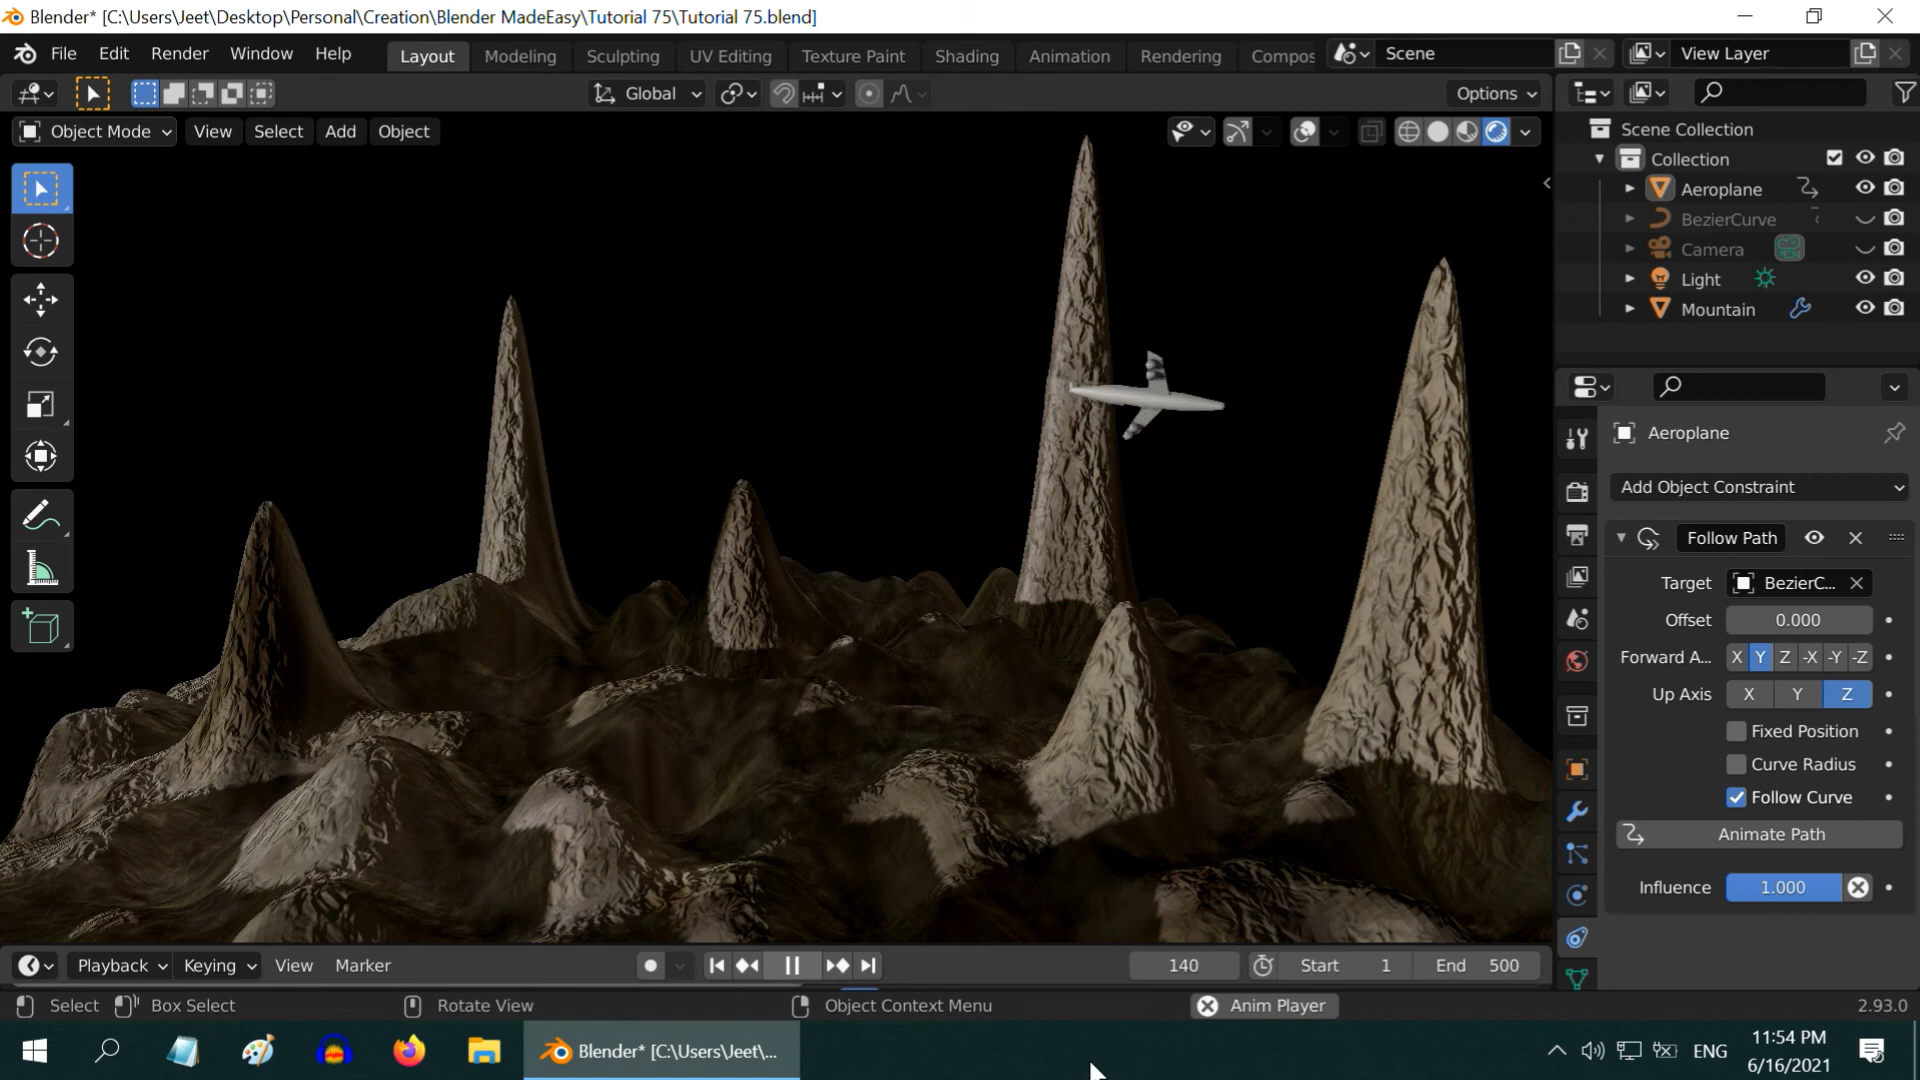 Blender* [C:\Users\Jeet\Desktop\Personal\Creation\Blender MadeEasy\Tutorial 75\Tutorial 75.blend]
File Edit Render Window Help Layout Modeling Sculpting UV Editing Texture Paint Shading Animation Rendering Compos Scene View Layer
Global Options
Object Mode View Select Add Object
Scene Collection
Collection
Aeroplane
BezierCurve
Camera
Light
Mountain
Aeroplane
Add Object Constraint
Follow Path
Target BezierC...
Offset 0.000
Forward A... X Y Z -X -Y -Z
Up Axis X Y Z
Fixed Position
Curve Radius
Follow Curve
Animate Path
Influence 1.000
Playback Keying View Marker 140 Start 1 End 500
Select Box Select Rotate View Object Context Menu Anim Player 2.93.0
Blender* [C:\Users\Jeet\... ENG 11:54 PM
6/16/2021